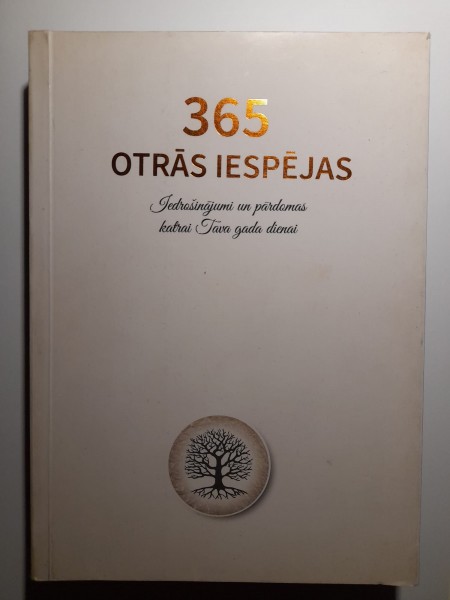 365
OTRĀS IESPĒJAS
Iedrošinājumi un pārdomas
katrai Tava gada dienai